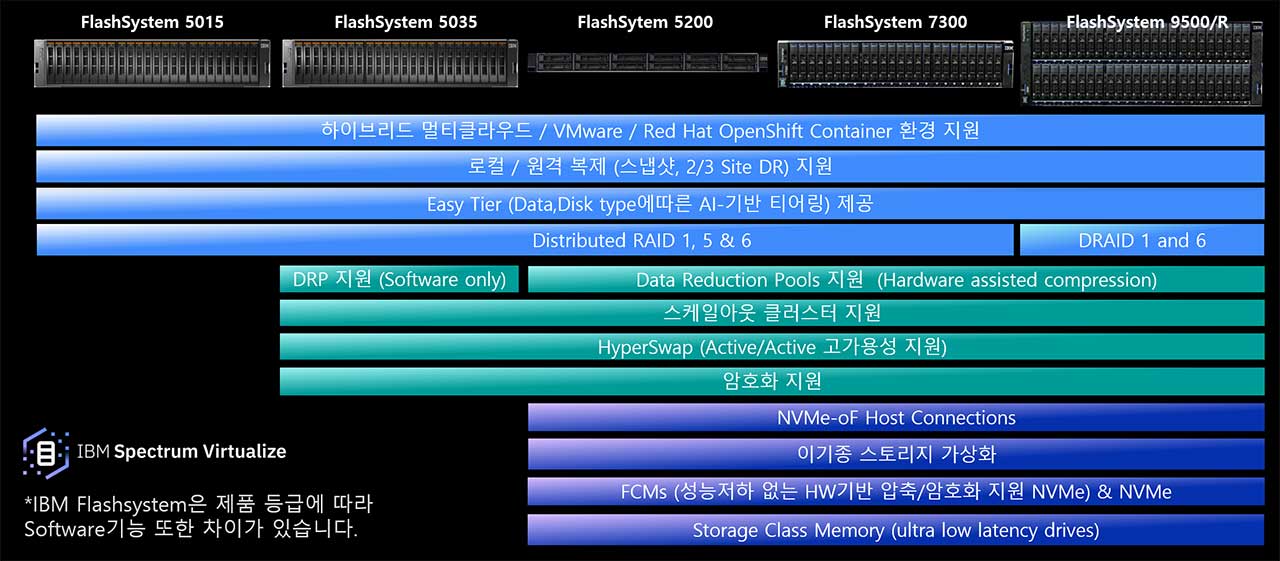 FlashSystem 5015
FlashSystem 5035
FlashSytem 5200
FlashSystem 7300
FlashSystem 9500/R
하이브리드 멀티클라우드 / VMware / Red Hat OpenShift Container 환경 지원
로컬 / 원격 복제 (스냅샷, 2/3 Site DR) 지원
Easy Tier (Data,Disk type에따른 AI-기반 티어링) 제공
Distributed RAID 1, 5 & 6
DRAID 1 and 6
DRP 지원 (Software only)
Data Reduction Pools 지원 (Hardware assisted compression)
스케일아웃 클러스터 지원
HyperSwap (Active/Active 고가용성 지원)
암호화 지원
NVMe-oF Host Connections
이기종 스토리지 가상화
FCMs (성능저하 없는 HW기반 압축/암호화 지원 NVMe) & NVMe
Storage Class Memory (ultra low latency drives)
IBM Spectrum Virtualize
*IBM Flashsystem은 제품 등급에 따라
Software기능 또한 차이가 있습니다.